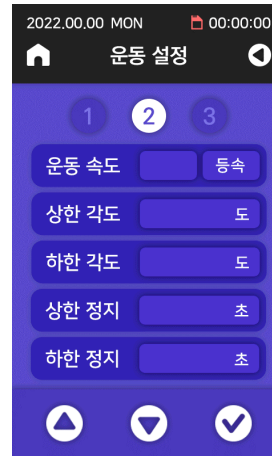 2022.00.00 MON 00:00:00
운동 설정
1 2 3
운동 속도 등속
상한 각도 도
하한 각도 도
상한 정지 초
하한 정지 초